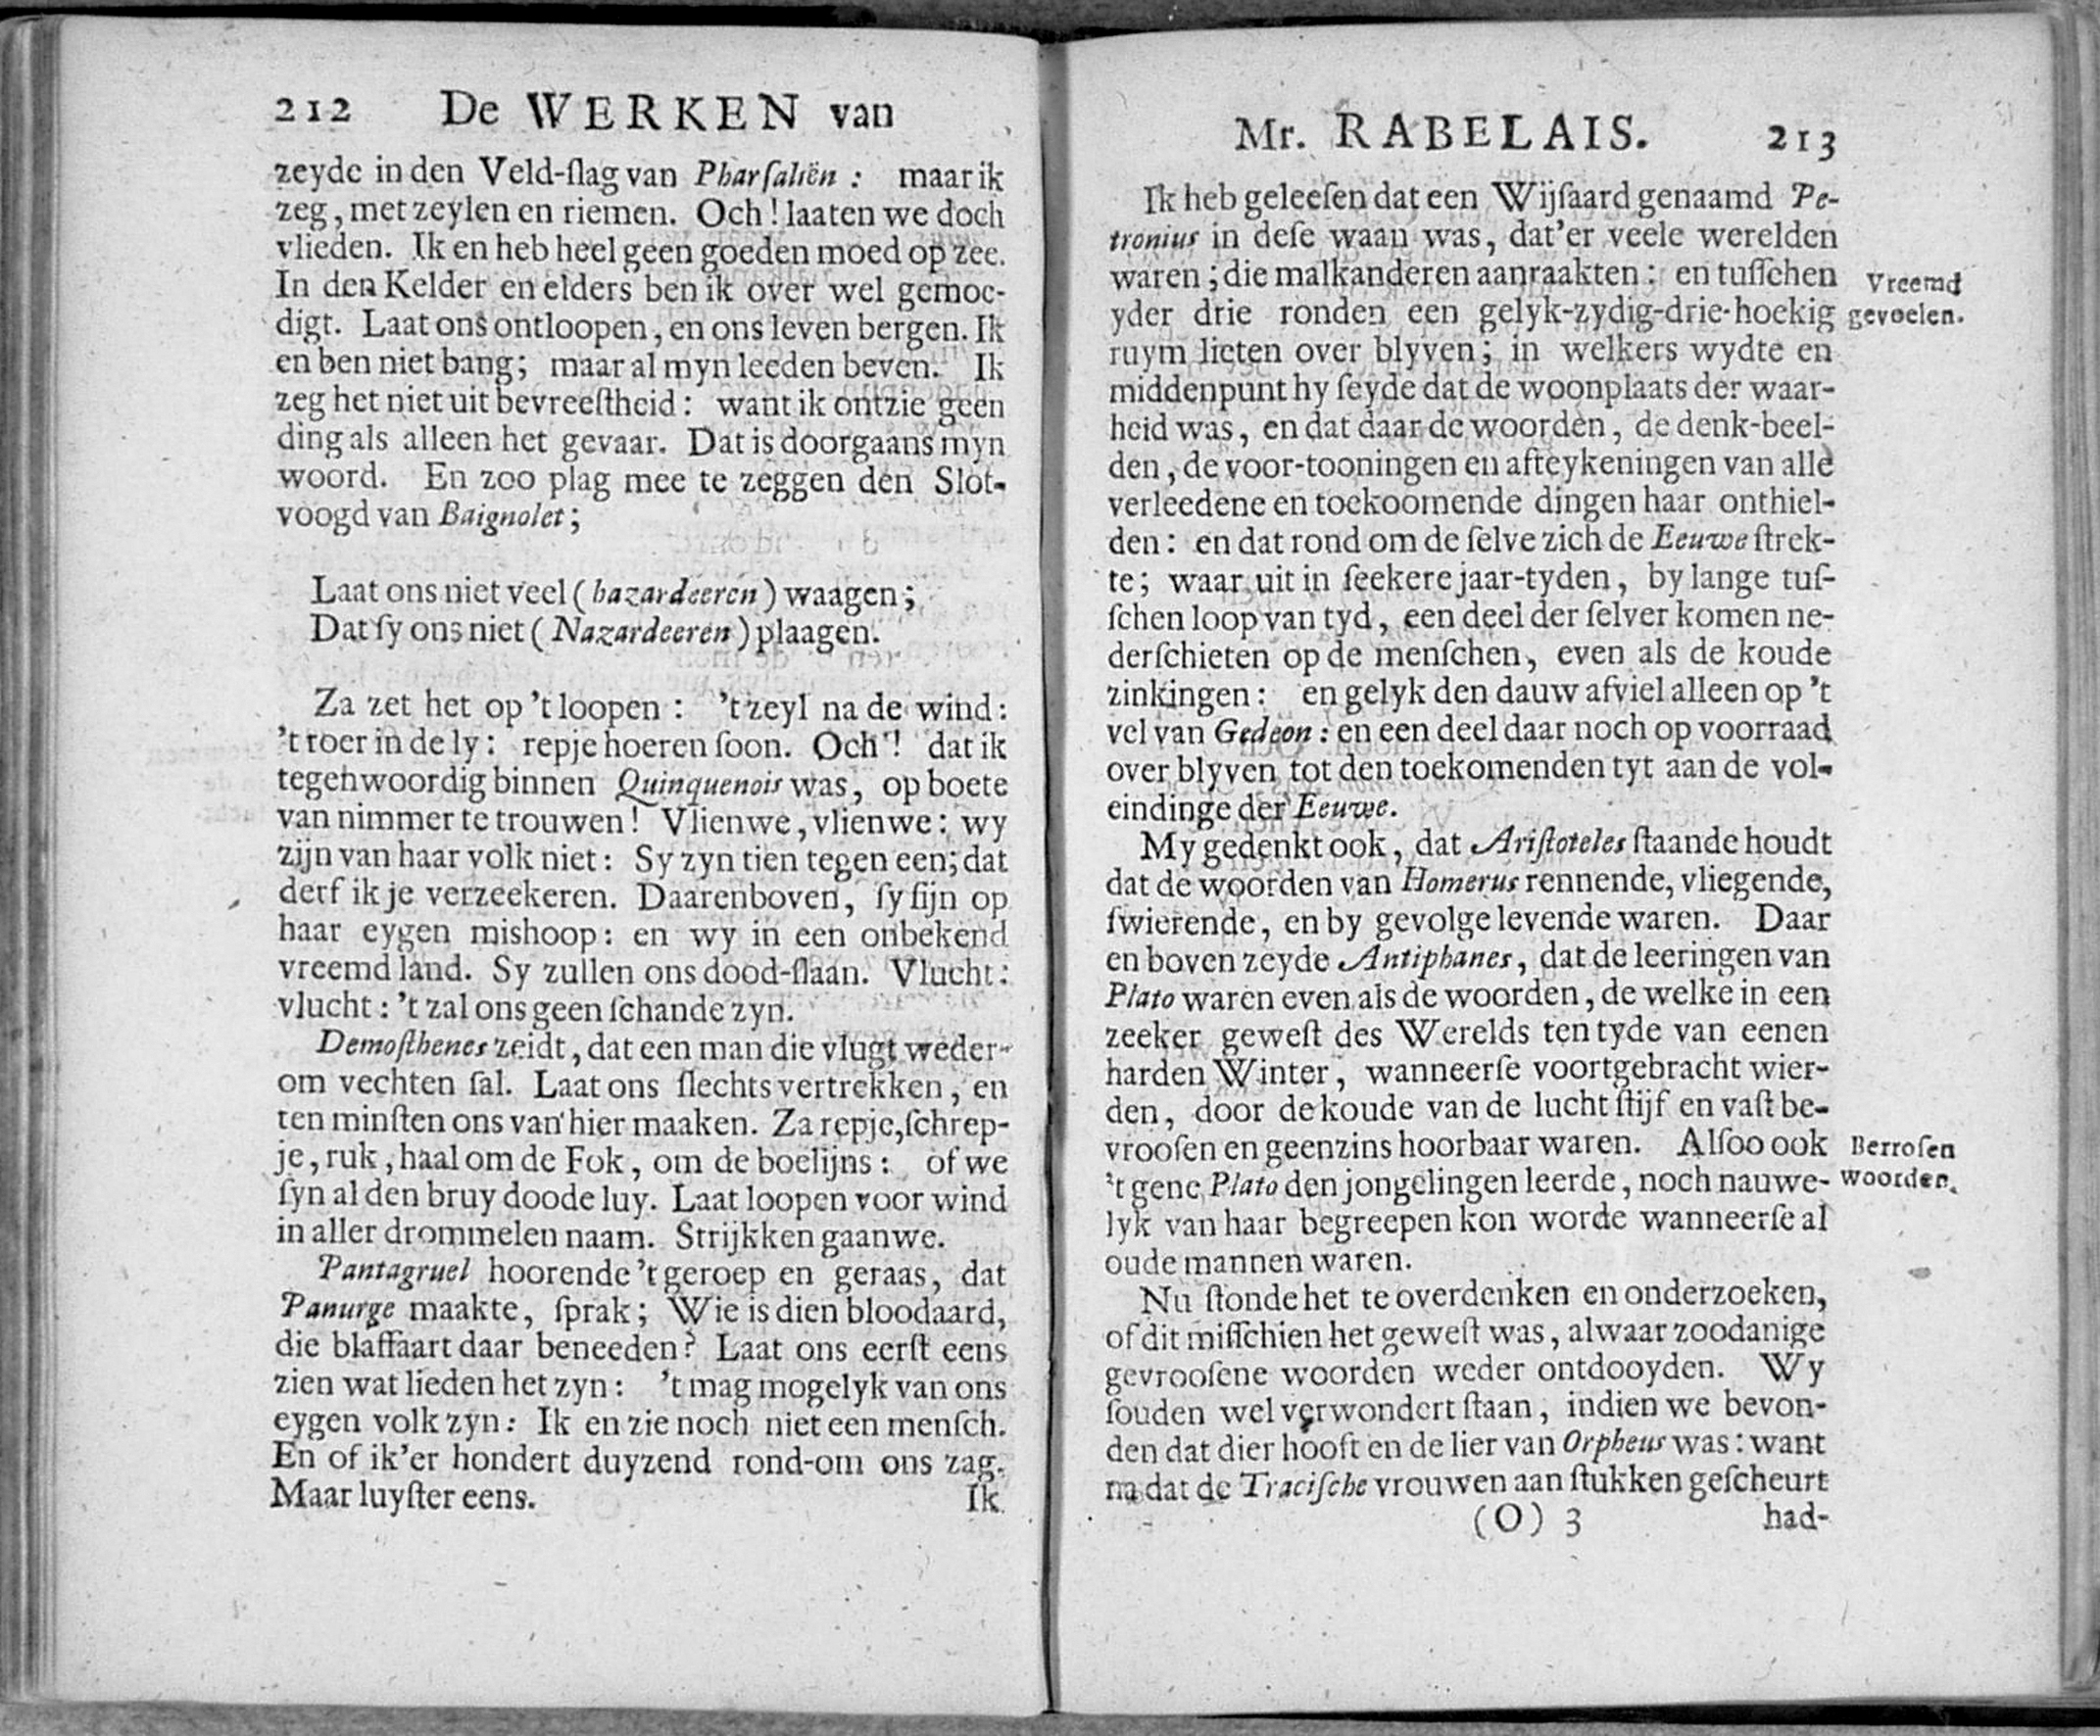 212 De WERKEN van
zeyde in den Veld-ſlag van Pharſaliën : maar ik
zeg, met zeylen en riemen. Och! laaten we doch
vlieden. Ik en heb heel geen goeden moed op zee.
In den Kelder en elders ben ik over wel gemoe-
digt. Laat ons ontloopen, en ons leven bergen. Ik
en ben niet bang; maar al myn leeden beven. Ik
zeg het niet uit bevreeſtheid: want ik ontzie geen
ding als alleen het gevaar. Dat is doorgaans myn
woord. En zoo plag mee te zeggen den Slot-
voogd van Baignolet;
Laat ons niet veel (hazardeeren) waagen;
Dat ſy ons niet (Nazardeeren) plaagen.
Za zet het op 't loopen: 't zeyl na de wind:
't roer in de ly: repje hoeren ſoon. Och! dat ik
tegenwoordig binnen Quinquenois was, op boete
van nimmer te trouwen! Vlienwe, vlienwe: wy
zijn van haar volk niet: Sy zyn tien tegen een; dat
derf ik je verzeekeren. Daarenboven, ſy ſijn op
haar eygen mishoop: en wy in een onbekend
vreemd land. Sy zullen ons dood-ſlaan. Vlucht:
vlucht: 't zal ons geen ſchande zyn.
Demoſthenes zeidt, dat een man die vlugt weder-
om vechten ſal. Laat ons ſlechts vertrekken, en
ten minſten ons van hier maaken. Za repje, ſchrep-
je, ruk, haal om de Fok, om de boelijns: of we
ſyn al den bruy doode luy. Laat loopen voor wind
in aller drommelen naam. Strijkken gaanwe.
Pantagruel hoorende 't geroep en geraas, dat
Panurge maakte, ſprak; Wie is dien bloodaard,
die blaffaart daar beneeden? Laat ons eerſt eens
zien wat lieden het zyn: 't mag mogelyk van ons
eygen volk zyn: Ik en zie noch niet een menſch.
En of ik'er hondert duyzend rond-om ons zag.
Maar luyſter eens. Ik
Mr. RABELAIS. 213
Ik heb geleeſen dat een Wijſaard genaamd Pe-
tronius in deſe waan was, dat'er veele werelden
waren; die malkanderen aanraakten: en tuſſchen
yder drie ronden een gelyk-zydig-drie-hoekig
ruym lieten over blyven; in welkers wydte en
middenpunt hy ſeyde dat de woonplaats der waar-
heid was, en dat daar de woorden, de denk-beel-
den, de voor-tooningen en afteykeningen van alle
verleedene en toekoomende dingen haar onthiel-
den: en dat rond om de ſelve zich de Eeuwe ſtrek-
te; waar uit in ſeekere jaar-tyden, by lange tuſ-
ſchen loop van tyd, een deel der ſelver komen ne-
derſchieten op de menſchen, even als de koude
zinkingen: en gelyk den dauw afviel alleen op 't
vel van Gedeon: en een deel daar noch op voorraad
over blyven tot den toekomenden tyt aan de vol-
eindinge der Eeuwe.
My gedenkt ook, dat Ariſtoteles ſtaande houdt
dat de woorden van Homerus rennende, vliegende,
ſwierende, en by gevolge levende waren. Daar
en boven zeyde Antiphanes, dat de leeringen van
Plato waren even als de woorden, de welke in een
zeeker geweſt des Werelds ten tyde van eenen
harden Winter, wanneerſe voortgebracht wier-
den, door de koude van de lucht ſtijf en vaſt be-
vrooſen en geenzins hoorbaar waren. Alſoo ook
't gene Plato den jongelingen leerde, noch nauwe-
lyk van haar begreepen kon worde wanneerſe al
oude mannen waren.
Nu ſtonde het te overdenken en onderzoeken,
of dit miſſchien het geweſt was, alwaar zoodanige
gevrooſene woorden weder ontdooyden. Wy
ſouden wel verwondert ſtaan, indien we bevon-
den dat dier hooft en de lier van Orpheus was: want
na dat de Traciſche vrouwen aan ſtukken geſcheurt
(O) 3 had-
Vreemd
gevoelen.
Berroſen
woorden.